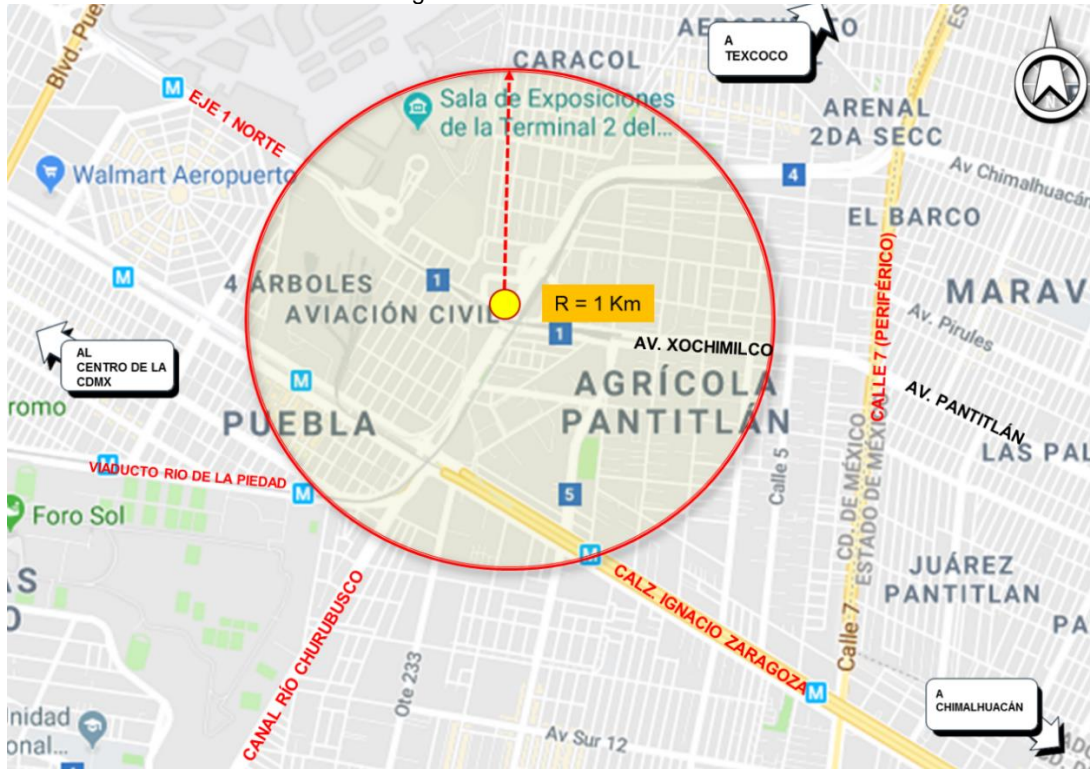 A
TEXCOCO
CARACOL
Blvd. Pue
EJE 1 NORTE
Sala de Exposiciones
de la Terminal 2 del...
ARENAL
2DA SECC
Walmart Aeropuerto
4
Av Chimalhuacán
EL BARCO
4 ÁRBOLES
1
AVIACIÓN CIVIL
R = 1 Km
MARAV
Av. Pirules
CALLE 7 (PERIFÉRICO)
1
AV. XOCHIMILCO
AL
CENTRO DE LA
CDMX
romo
AGRÍCOLA
PANTITLÁN
AV. PANTITLÁN
PUEBLA
LAS PAL
VIADUCTO RIO DE LA PIEDAD
Calle 5
CD. DE MÉXICO
ESTADO DE MÉXICO
5
Foro Sol
AS
O
CALZ. IGNACIO ZARAGOZA
JUÁREZ
PANTITLAN
PA
CANAL RÍO CHURUBUSCO
Ote 233
Calle 7
A
CHIMALHUACÁN
Av Sur 12
nidad
onal...